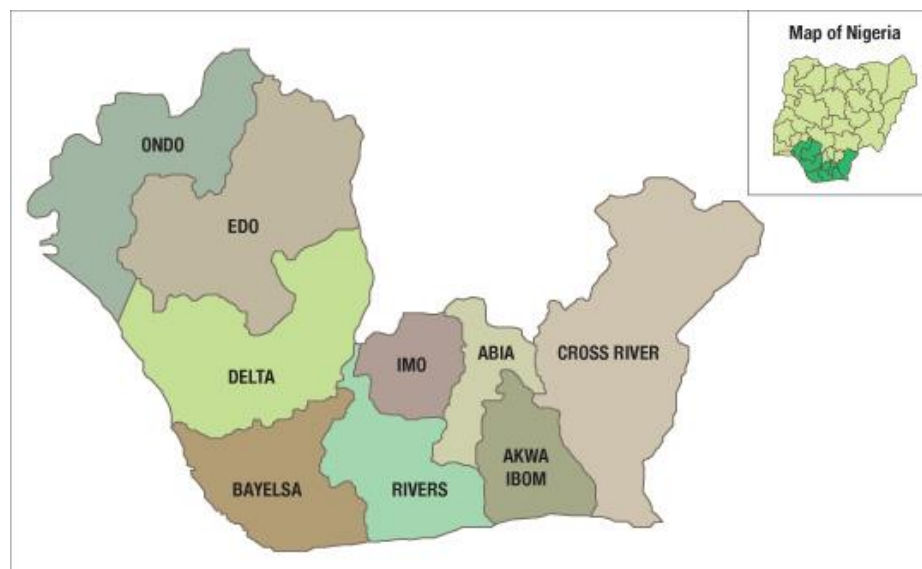 Map of Nigeria
ONDO
EDO
DELTA
IMO
ABIA
CROSS RIVER
AKWA
IBOM
BAYELSA
RIVERS